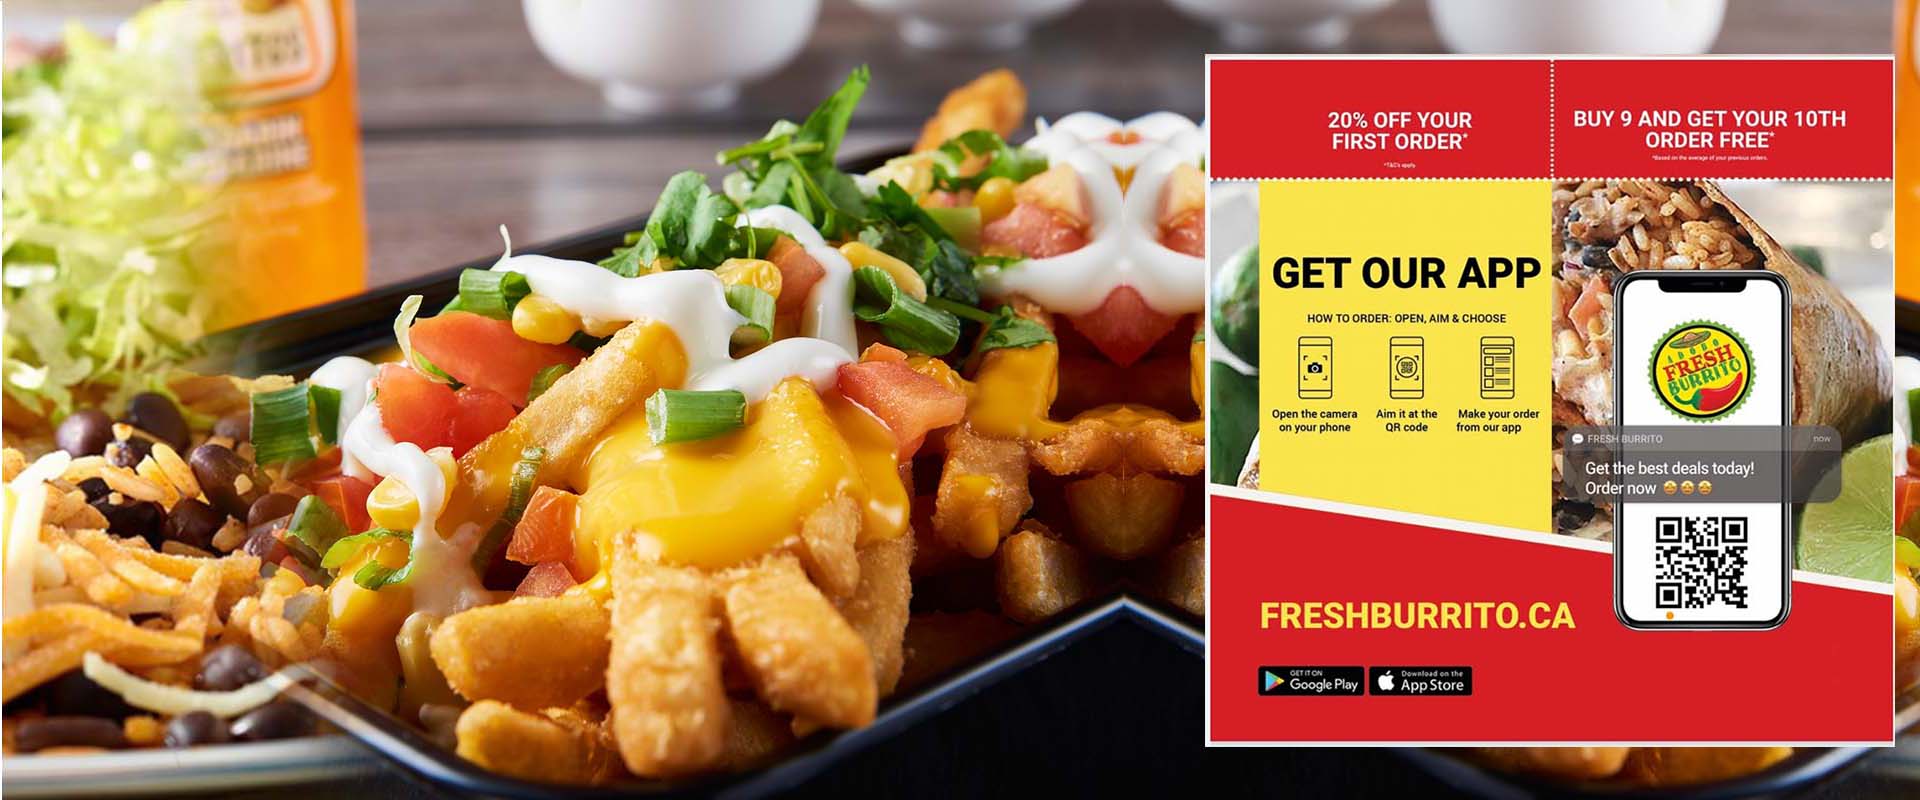 20% OFF YOUR
FIRST ORDER*
*T&C's apply.
BUY 9 AND GET YOUR 10TH
ORDER FREE*
*Based on the average of your previous orders.
GET OUR APP
HOW TO ORDER: OPEN, AIM & CHOOSE
Open the camera
on your phone
Aim it at the
QR code
Make your order
from our app
ADOBO
FRESH
BURRITO
FRESH BURRITO
now
Get the best deals today!
Order now 🤩🤩🤩
FRESHBURRITO.CA
GET IT ON
Google Play
Download on the
App Store